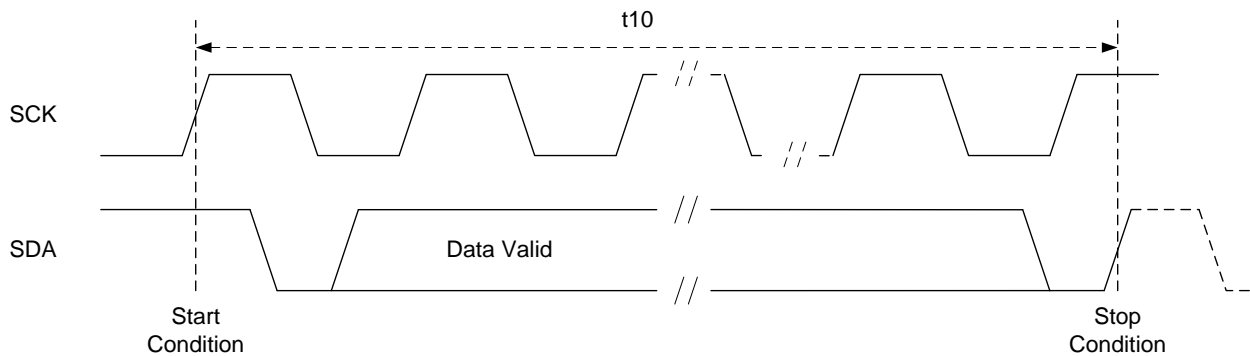 t10
SCK
SDA
Data Valid
Start
Condition
Stop
Condition